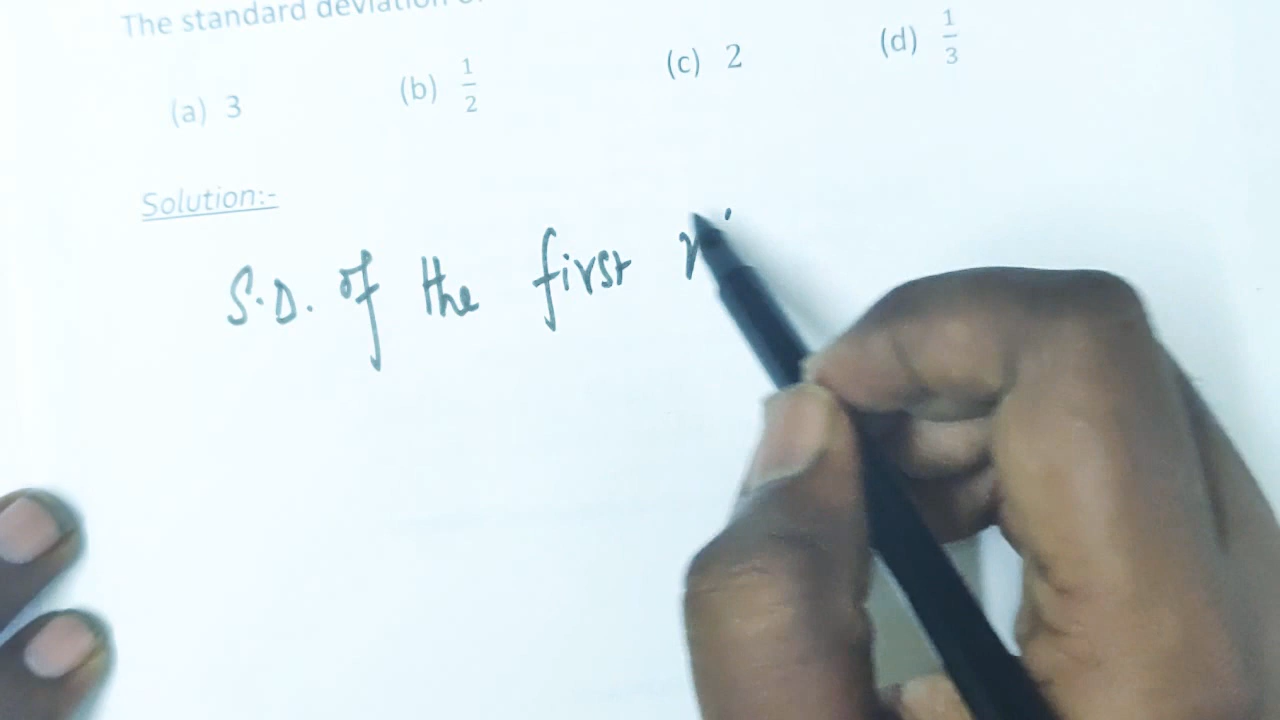 The standard deviation
(a) 3 (b) 1/2 (c) 2 (d) 1/3
Solution:-
S.D. of the first